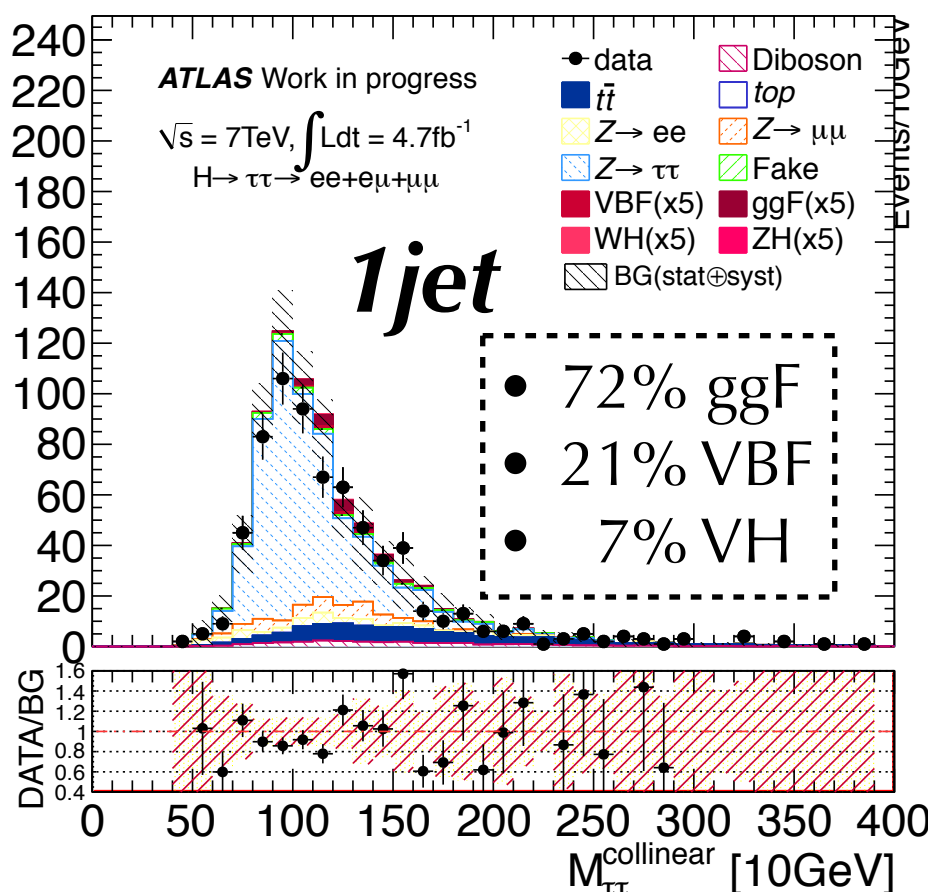 240
220
200
180
160
140
120
100
80
60
40
20
0
ATLAS Work in progress
√s = 7TeV, ∫Ldt = 4.7fb⁻¹
H→ ττ→ ee+eμ+μμ
data
Diboson
tt̄
top
Z→ ee
Z→ μμ
Z→ ττ
Fake
VBF(x5)
ggF(x5)
WH(x5)
ZH(x5)
BG(stat⊕syst)
Events/10GeV
1jet
• 72% ggF
• 21% VBF
• 7% VH
DATA/BG
1.6
1.4
1.2
1
0.8
0.6
0.4
0 50 100 150 200 250 300 350 400
M_ττ^collinear [10GeV]